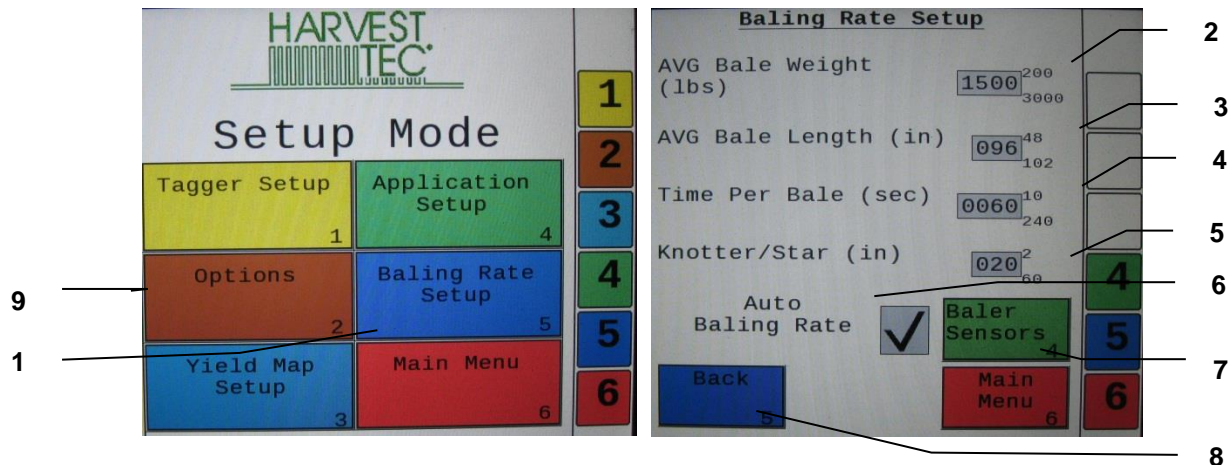 HARVEST
TEC
Setup Mode
Tagger Setup
1
Application
Setup
4
Options
2
Baling Rate
Setup
5
Yield Map
Setup
3
Main Menu
6
1
2
3
4
5
6
9
1
Baling Rate Setup
AVG Bale Weight
(lbs)
1500
200
3000
AVG Bale Length (in)
096
48
102
Time Per Bale (sec)
0060
10
240
Knotter/Star (in)
020
2
60
Auto
Baling Rate
Baler
Sensors
4
Back
5
Main
Menu
6
4
5
6
2
3
4
5
6
7
8